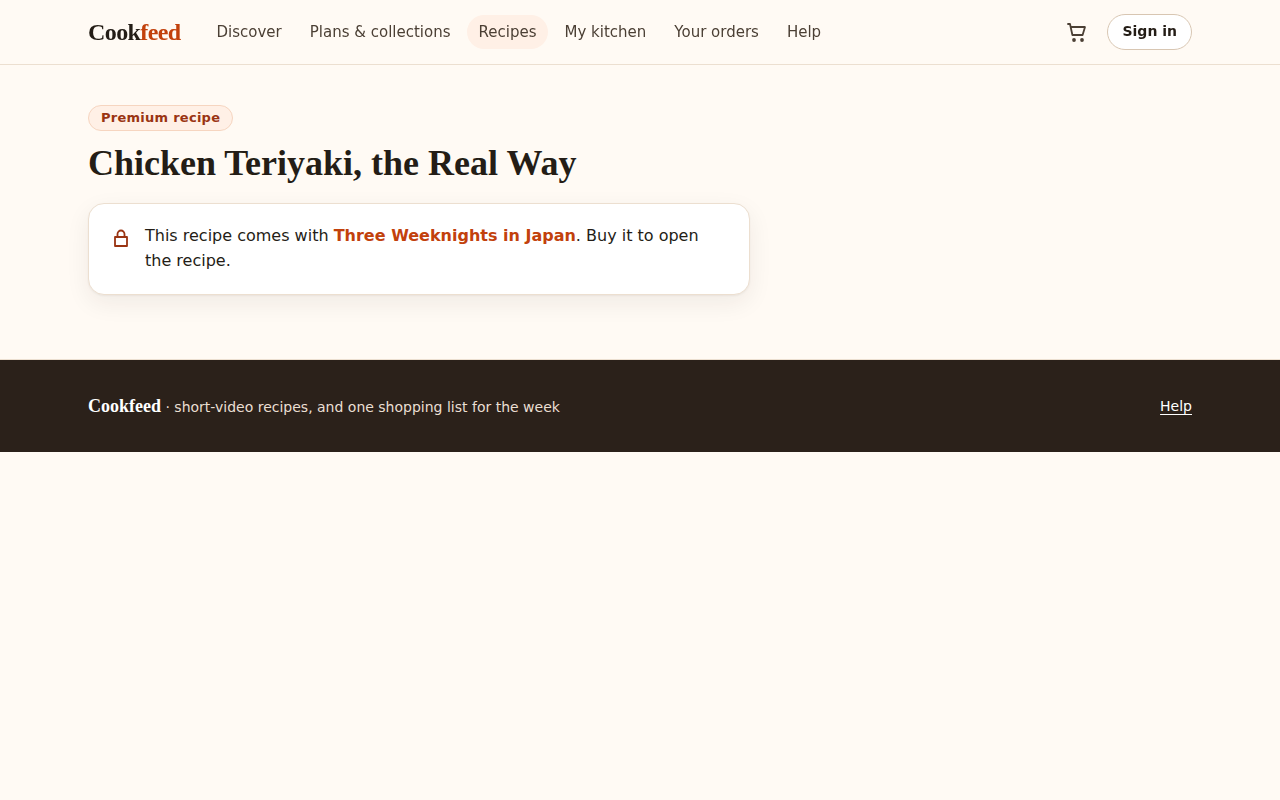 Cookfeed Discover Plans & collections Recipes My kitchen Your orders Help Sign in
Premium recipe
Chicken Teriyaki, the Real Way
This recipe comes with Three Weeknights in Japan. Buy it to open
the recipe.
Cookfeed · short-video recipes, and one shopping list for the week Help